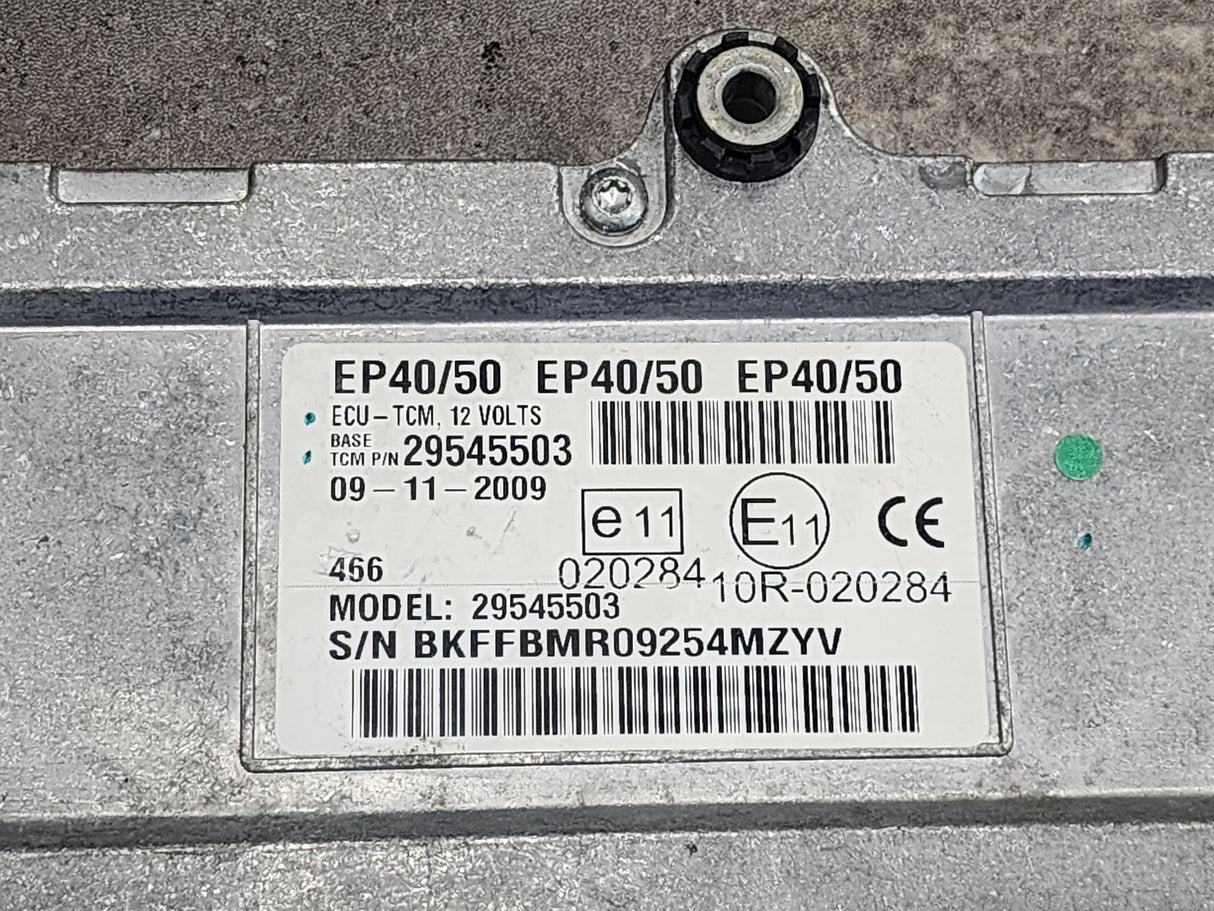 EP40/50 EP40/50 EP40/50
ECU-TCM, 12 VOLTS
BASE
TCM P/N 29545503
09-11-2009
e11 E11 CE
466 020284 10R-020284
MODEL: 29545503
S/N BKFFBMR09254MZYV